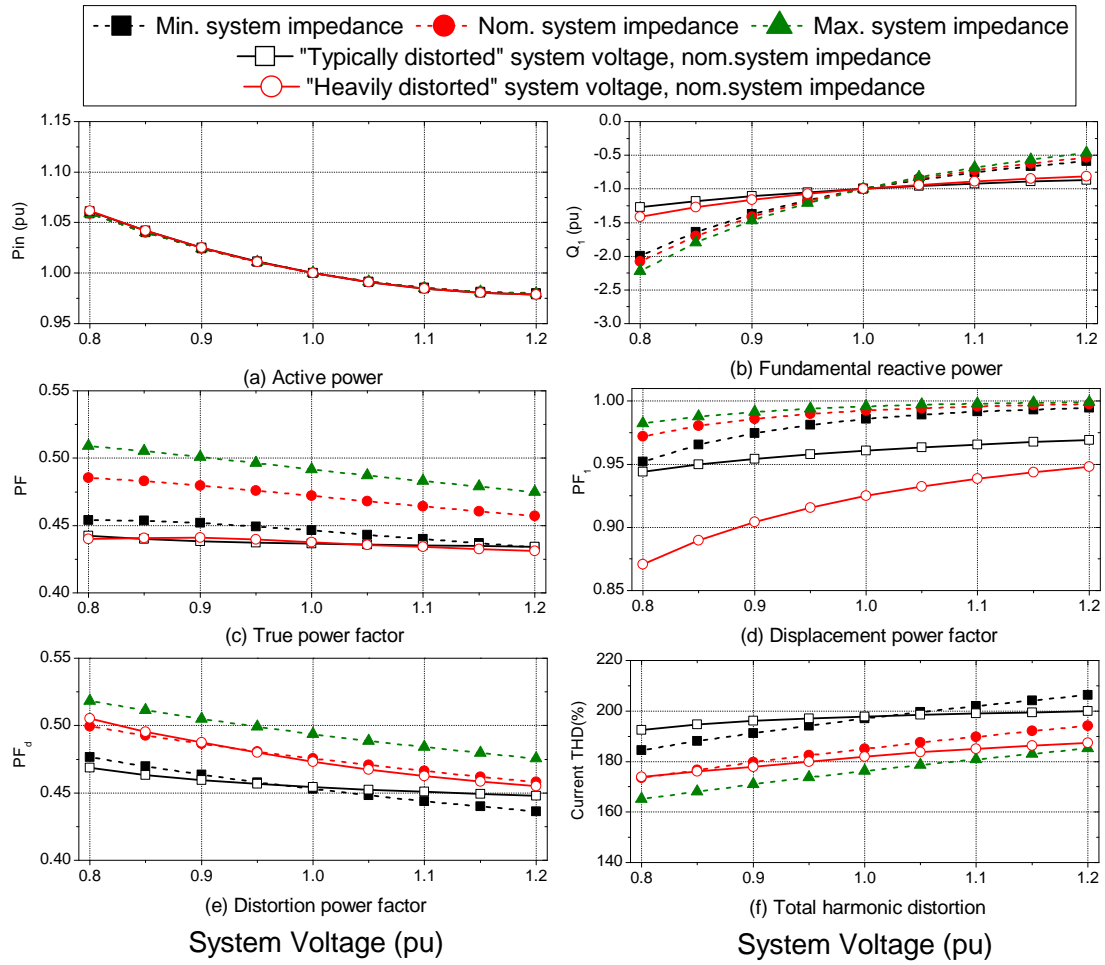 Min. system impedance Nom. system impedance Max. system impedance
"Typically distorted" system voltage, nom.system impedance
"Heavily distorted" system voltage, nom.system impedance
Pin (pu)
1.15
1.10
1.05
1.00
0.95
0.8 0.9 1.0 1.1 1.2
(a) Active power
Q1 (pu)
0.0
-0.5
-1.0
-1.5
-2.0
-2.5
-3.0
0.8 0.9 1.0 1.1 1.2
(b) Fundamental reactive power
PF
0.55
0.50
0.45
0.40
0.8 0.9 1.0 1.1 1.2
(c) True power factor
PF1
1.00
0.95
0.90
0.85
0.8 0.9 1.0 1.1 1.2
(d) Displacement power factor
PFd
0.55
0.50
0.45
0.40
0.8 0.9 1.0 1.1 1.2
(e) Distortion power factor
System Voltage (pu)
Current THD(%)
220
200
180
160
140
0.8 0.9 1.0 1.1 1.2
(f) Total harmonic distortion
System Voltage (pu)